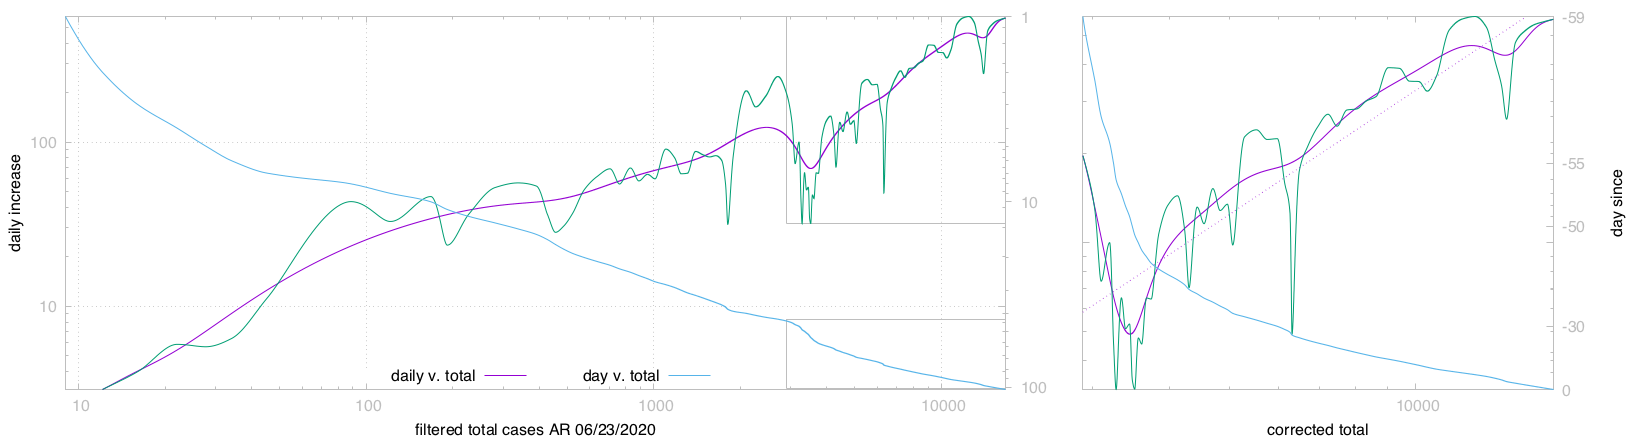 daily increase
100
10
daily v. total
day v. total
10
100
1000
10000
1
10
100
filtered total cases AR 06/23/2020
-59
-55
-50
-30
0
day since
10000
corrected total